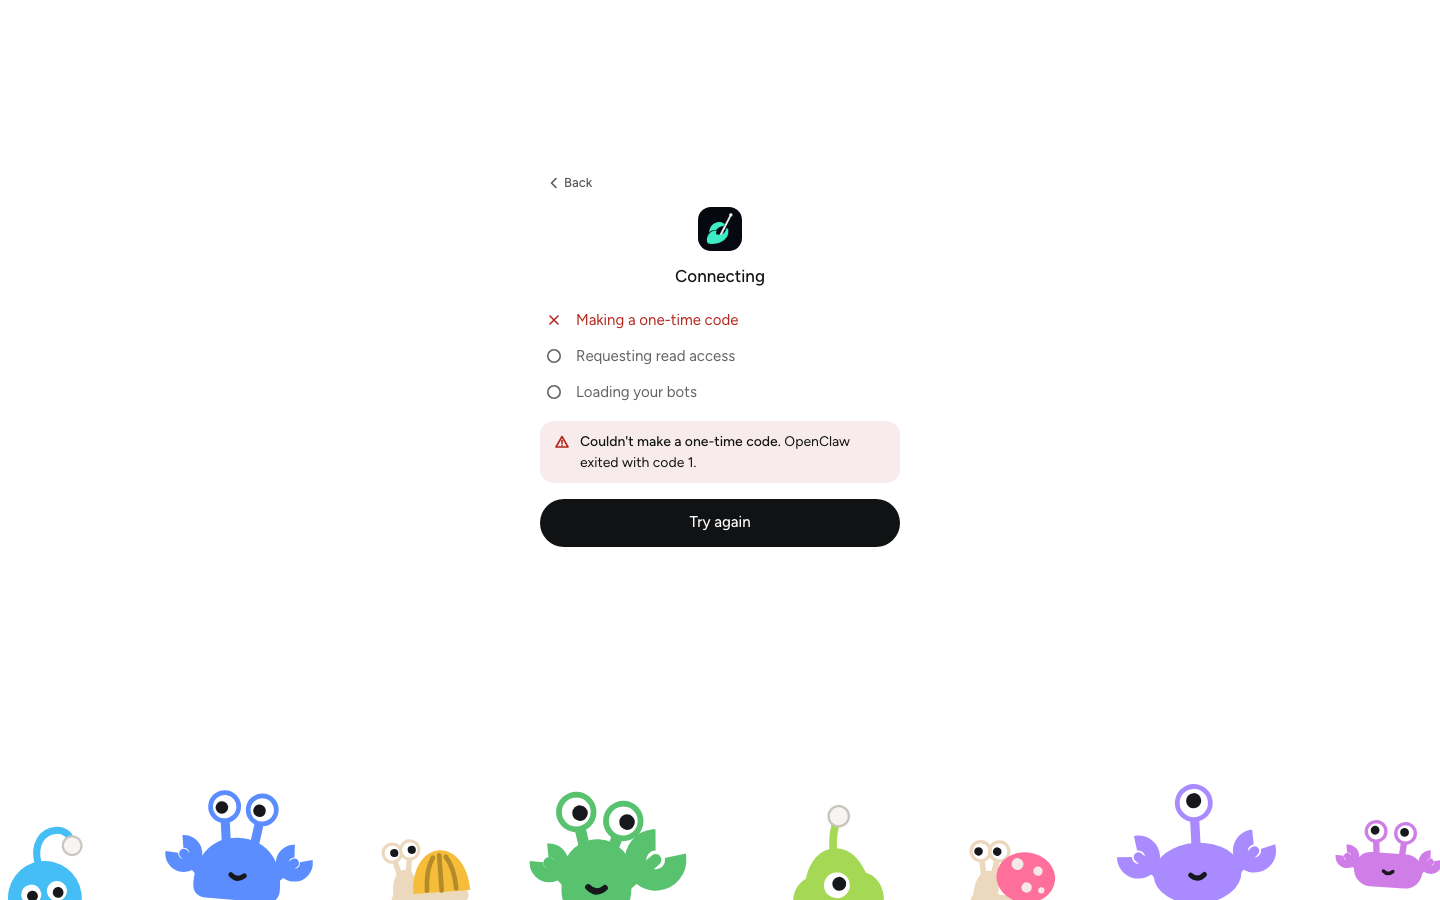 Back
Connecting
Making a one-time code
Requesting read access
Loading your bots
Couldn't make a one-time code. OpenClaw
exited with code 1.
Try again